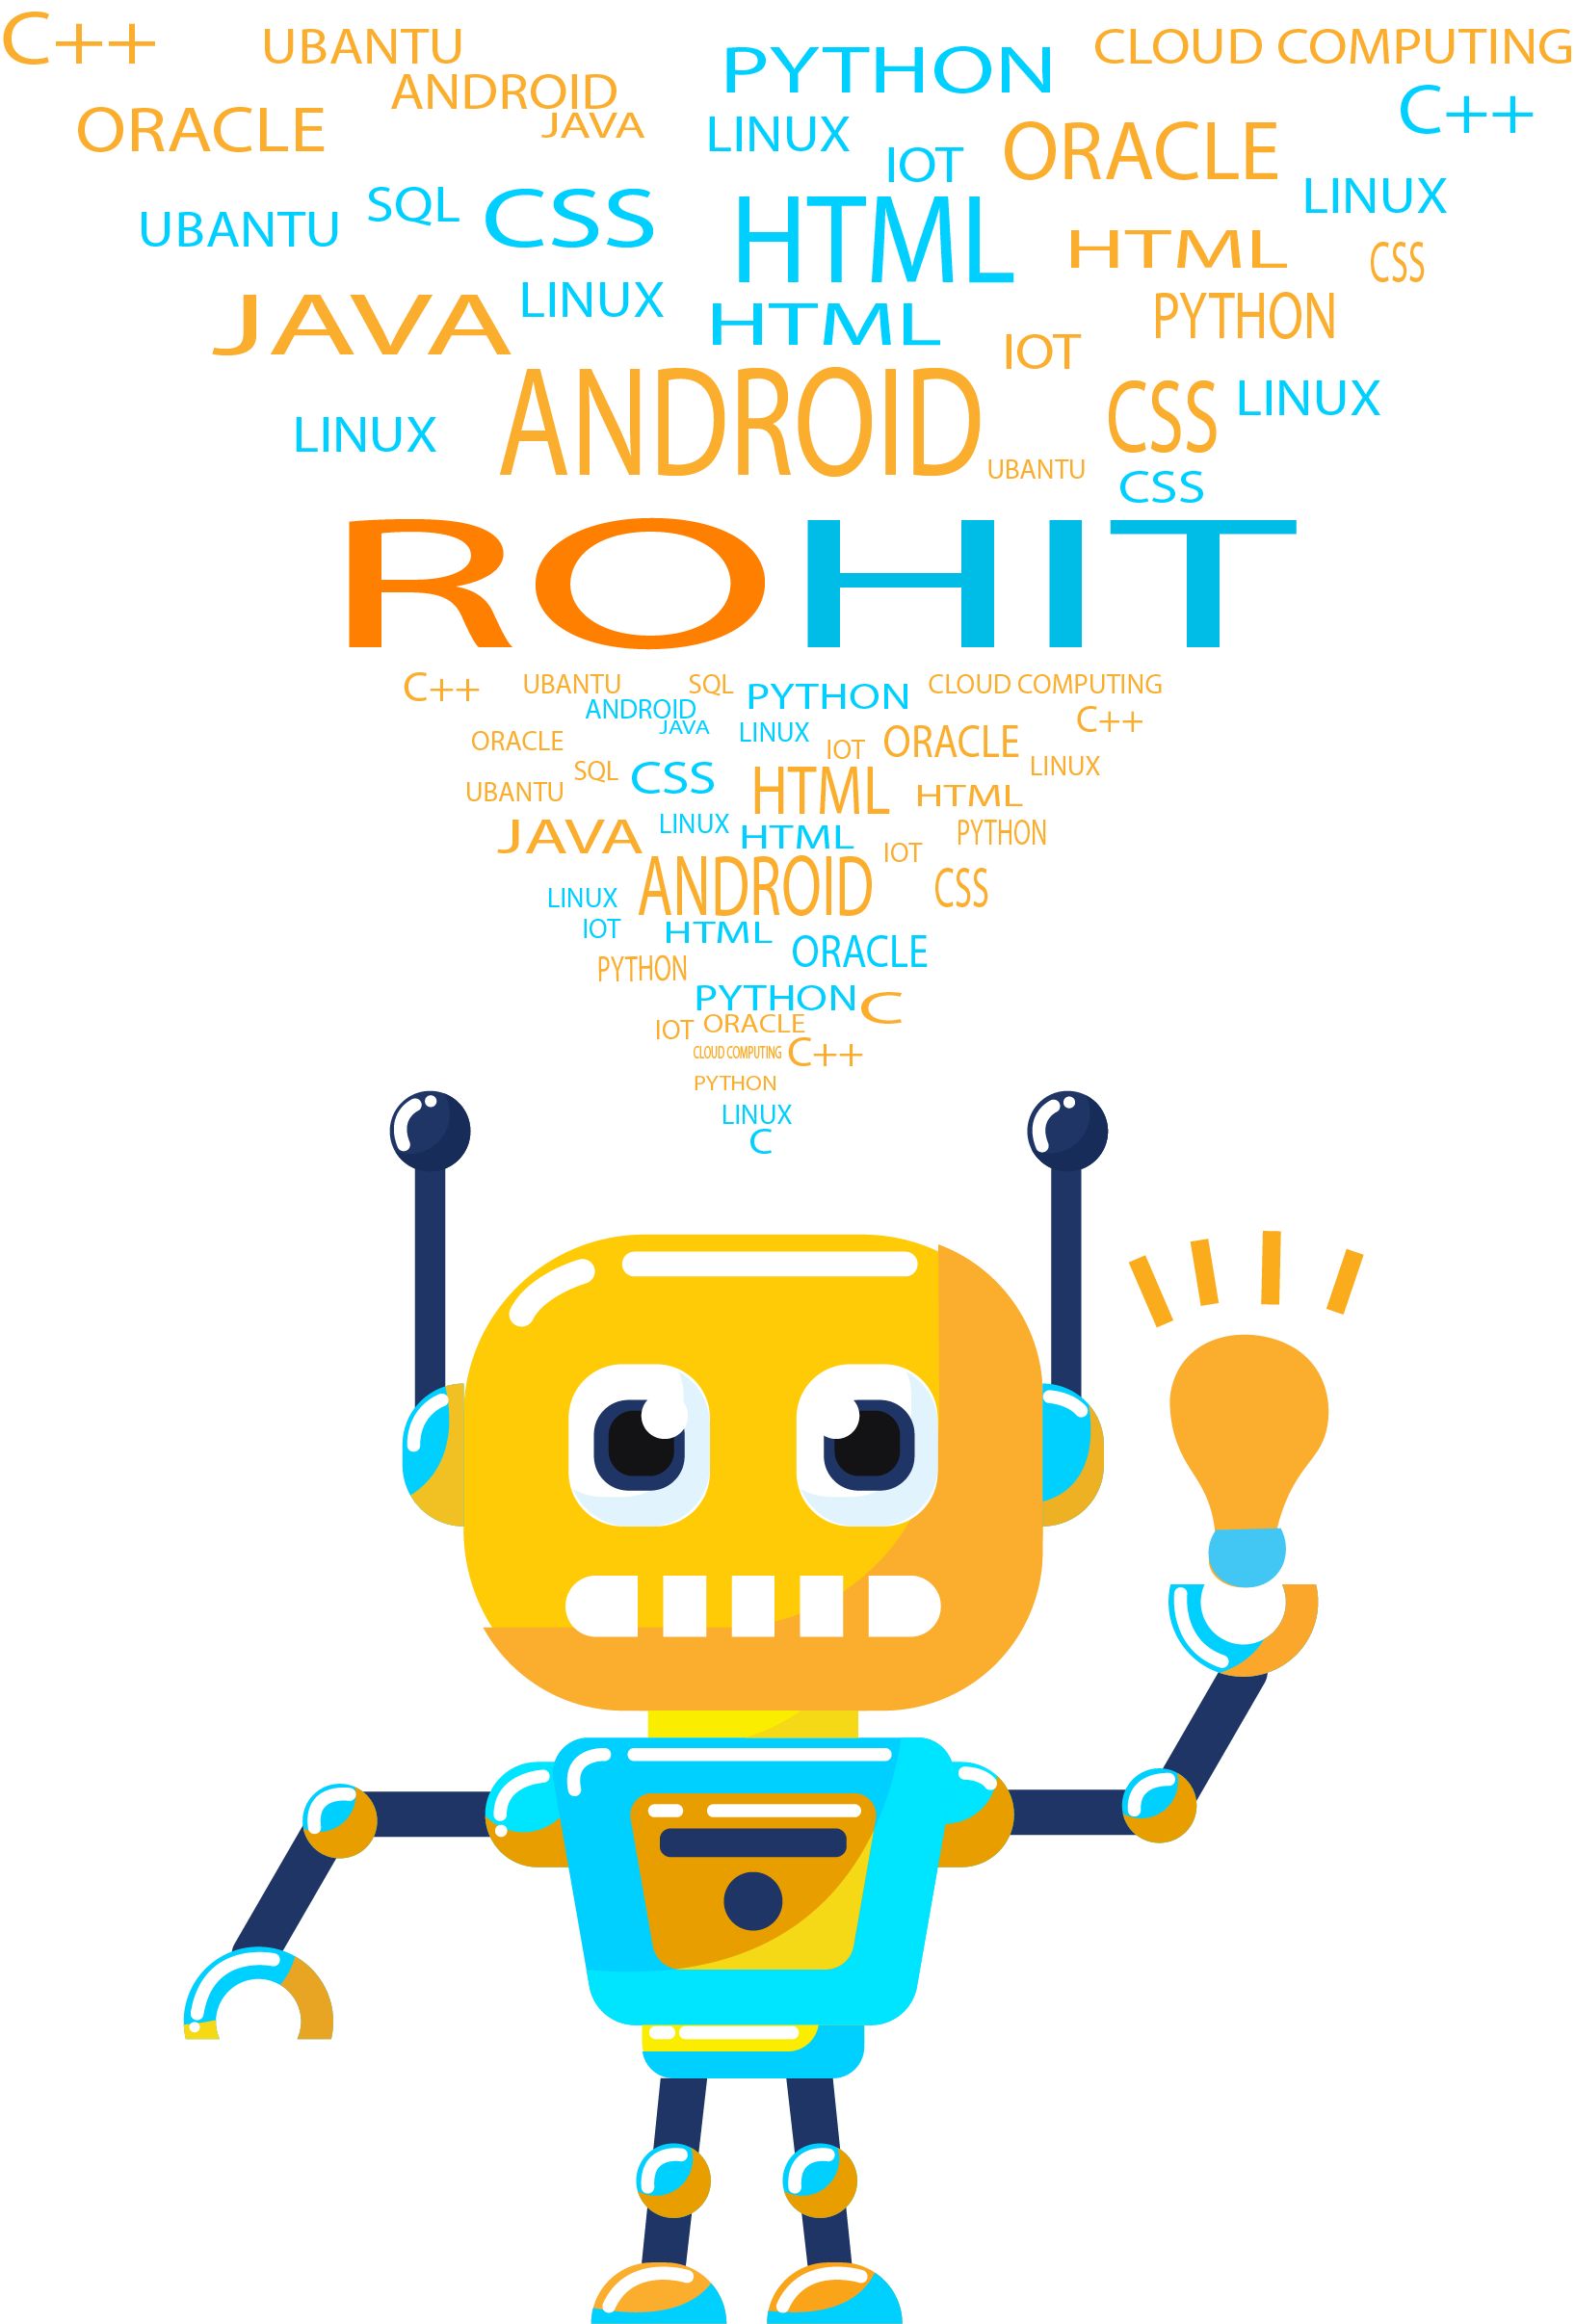 C++ UBANTU PYTHON CLOUD COMPUTING
ANDROID C++
ORACLE JAVA LINUX IOT ORACLE
UBANTU SQL CSS HTML LINUX
HTML CSS
JAVA LINUX HTML IOT PYTHON
LINUX ANDROID CSS LINUX
UBANTU CSS
ROHIT
C++ UBANTU SQL PYTHON CLOUD COMPUTING
ANDROID C++
ORACLE JAVA LINUX IOT ORACLE
UBANTU SQL CSS HTML HTML LINUX
JAVA LINUX HTML IOT PYTHON
LINUX ANDROID CSS
IOT HTML ORACLE
PYTHON
PYTHON C
IOT ORACLE
CLOUD COMPUTING C++
PYTHON
LINUX
C